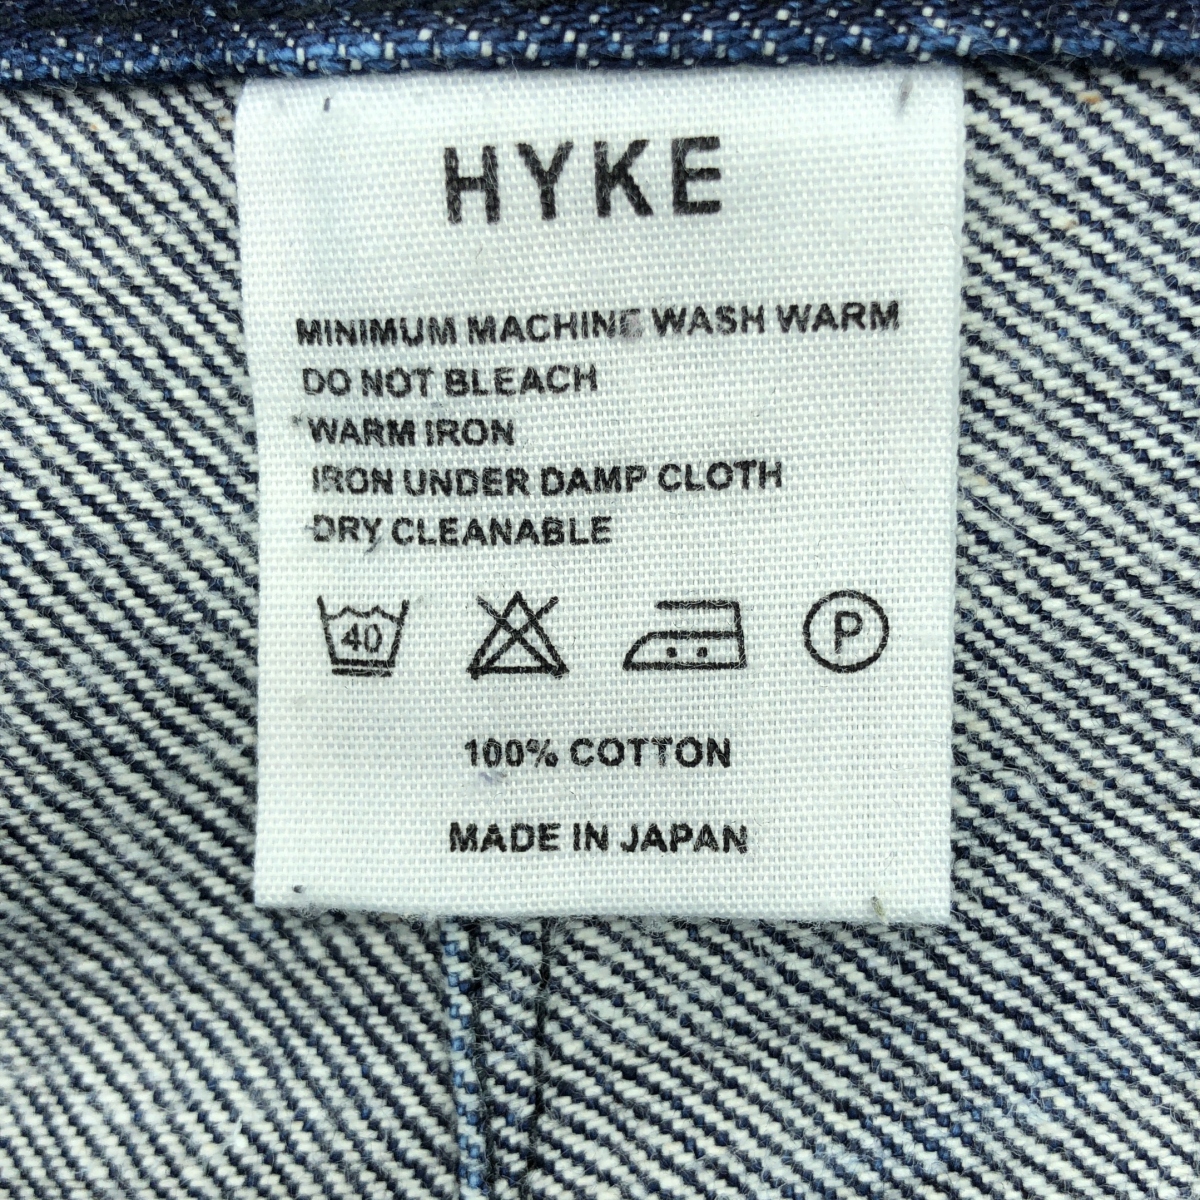 HYKE
MINIMUM MACHINE WASH WARM
DO NOT BLEACH
WARM IRON
IRON UNDER DAMP CLOTH
DRY CLEANABLE
40 P
100% COTTON
MADE IN JAPAN